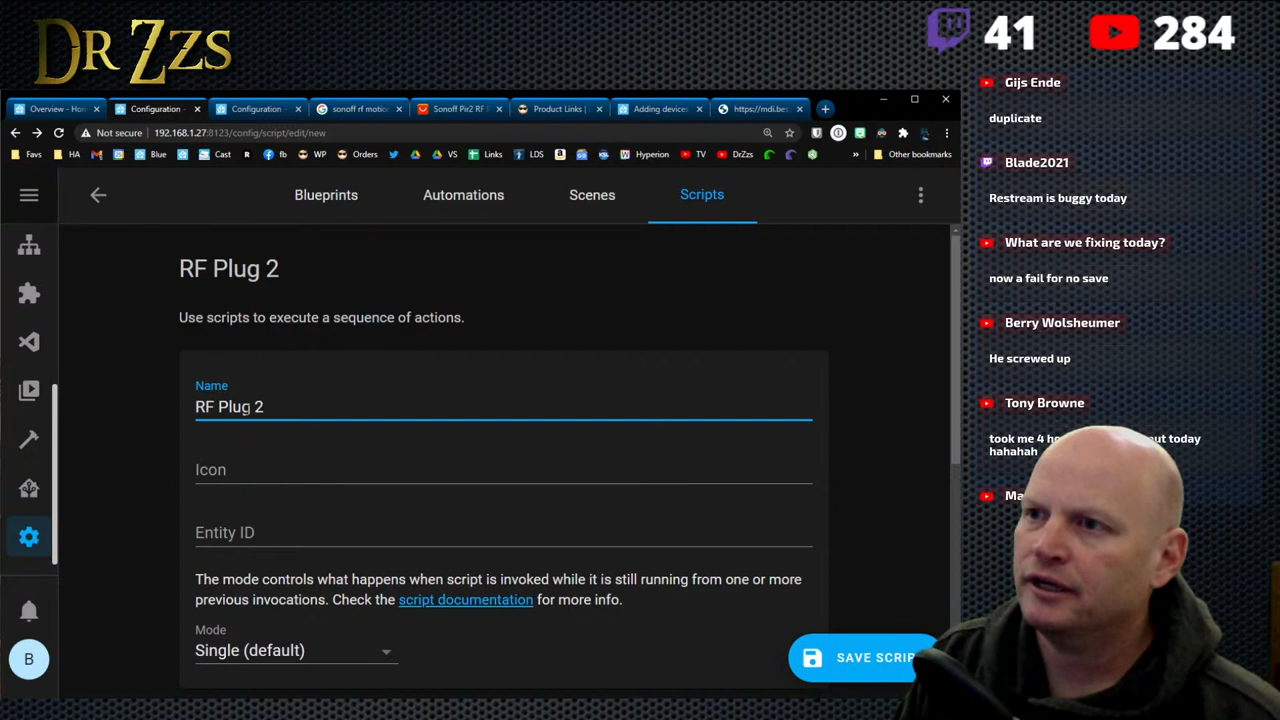 DR ZZS
41
284
Overview - Hom
Configuration -
Configuration
sonoff rf motio
Sonoff Pir2 RF
Product Links |
Adding device
https://mdi.bes
Not secure
192.168.1.27:8123/config/script/edit/new
Favs
HA
Blue
Cast
fb
WP
Orders
VS
Links
LDS
Hyperion
TV
DrZzs
Other bookmarks
Blueprints
Automations
Scenes
Scripts
RF Plug 2
Use scripts to execute a sequence of actions.
Name
RF Plug 2
Icon
Entity ID
The mode controls what happens when script is invoked while it is still running from one or more
previous invocations. Check the script documentation for more info.
Mode
Single (default)
SAVE SCRIP
B
Gijs Ende
duplicate
Blade2021
Restream is buggy today
What are we fixing today?
now a fail for no save
Berry Wolsheumer
He screwed up
Tony Browne
took me 4 today
hahahah